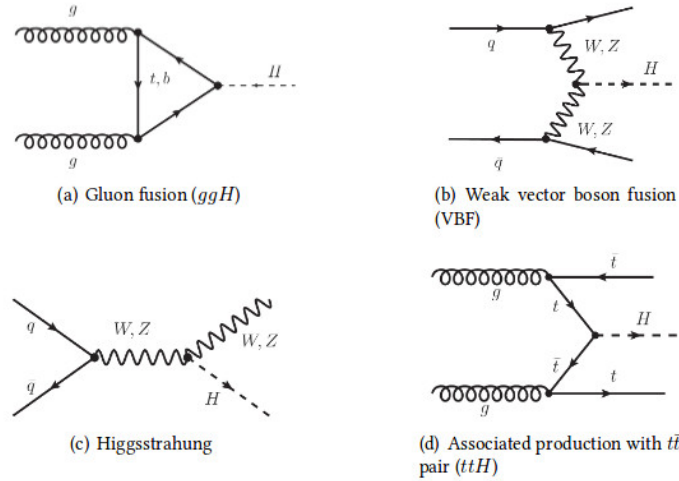 g
t, b
H
g
(a) Gluon fusion (ggH)
q
W, Z
H
W, Z
q̄
(b) Weak vector boson fusion
(VBF)
q
W, Z
W, Z
q̄
H
(c) Higgsstrahung
t̄
g
t
H
t̄
g
t
(d) Associated production with tt̄
pair (ttH)